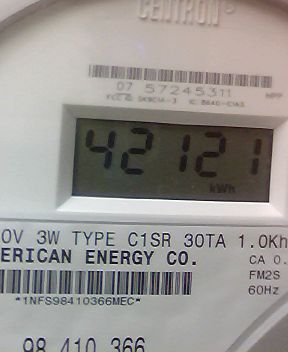 CENTRON®
07 57245311
42121
kWh
0V 3W TYPE C1SR 30TA 1.0Kh
ERICAN ENERGY CO.
CA 0.
FM2S
60Hz
*1NFS98410366MEC*
98 410 366